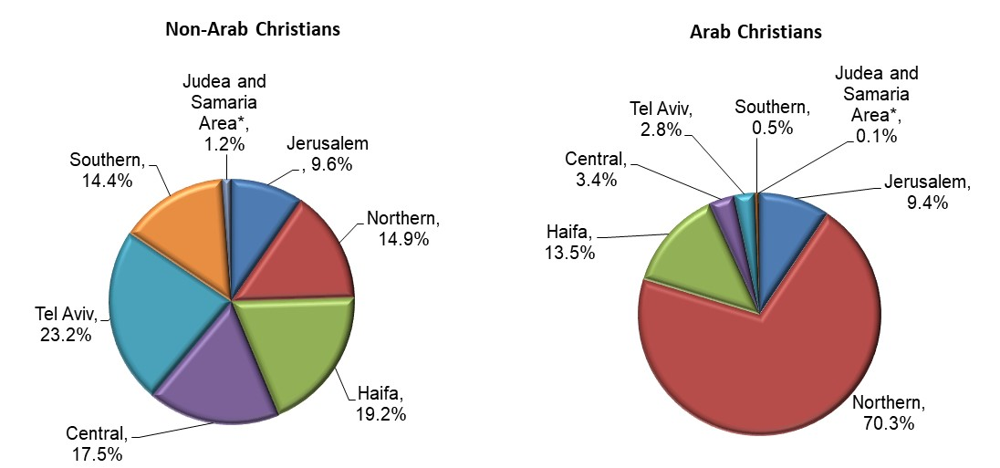 Non-Arab Christians
Judea and
Samaria
Area*,
1.2%
Jerusalem
, 9.6%
Northern,
14.9%
Haifa,
19.2%
Central,
17.5%
Tel Aviv,
23.2%
Southern,
14.4%
Arab Christians
Judea and
Samaria
Area*,
0.1%
Jerusalem,
9.4%
Northern,
70.3%
Haifa,
13.5%
Central,
3.4%
Tel Aviv,
2.8%
Southern,
0.5%